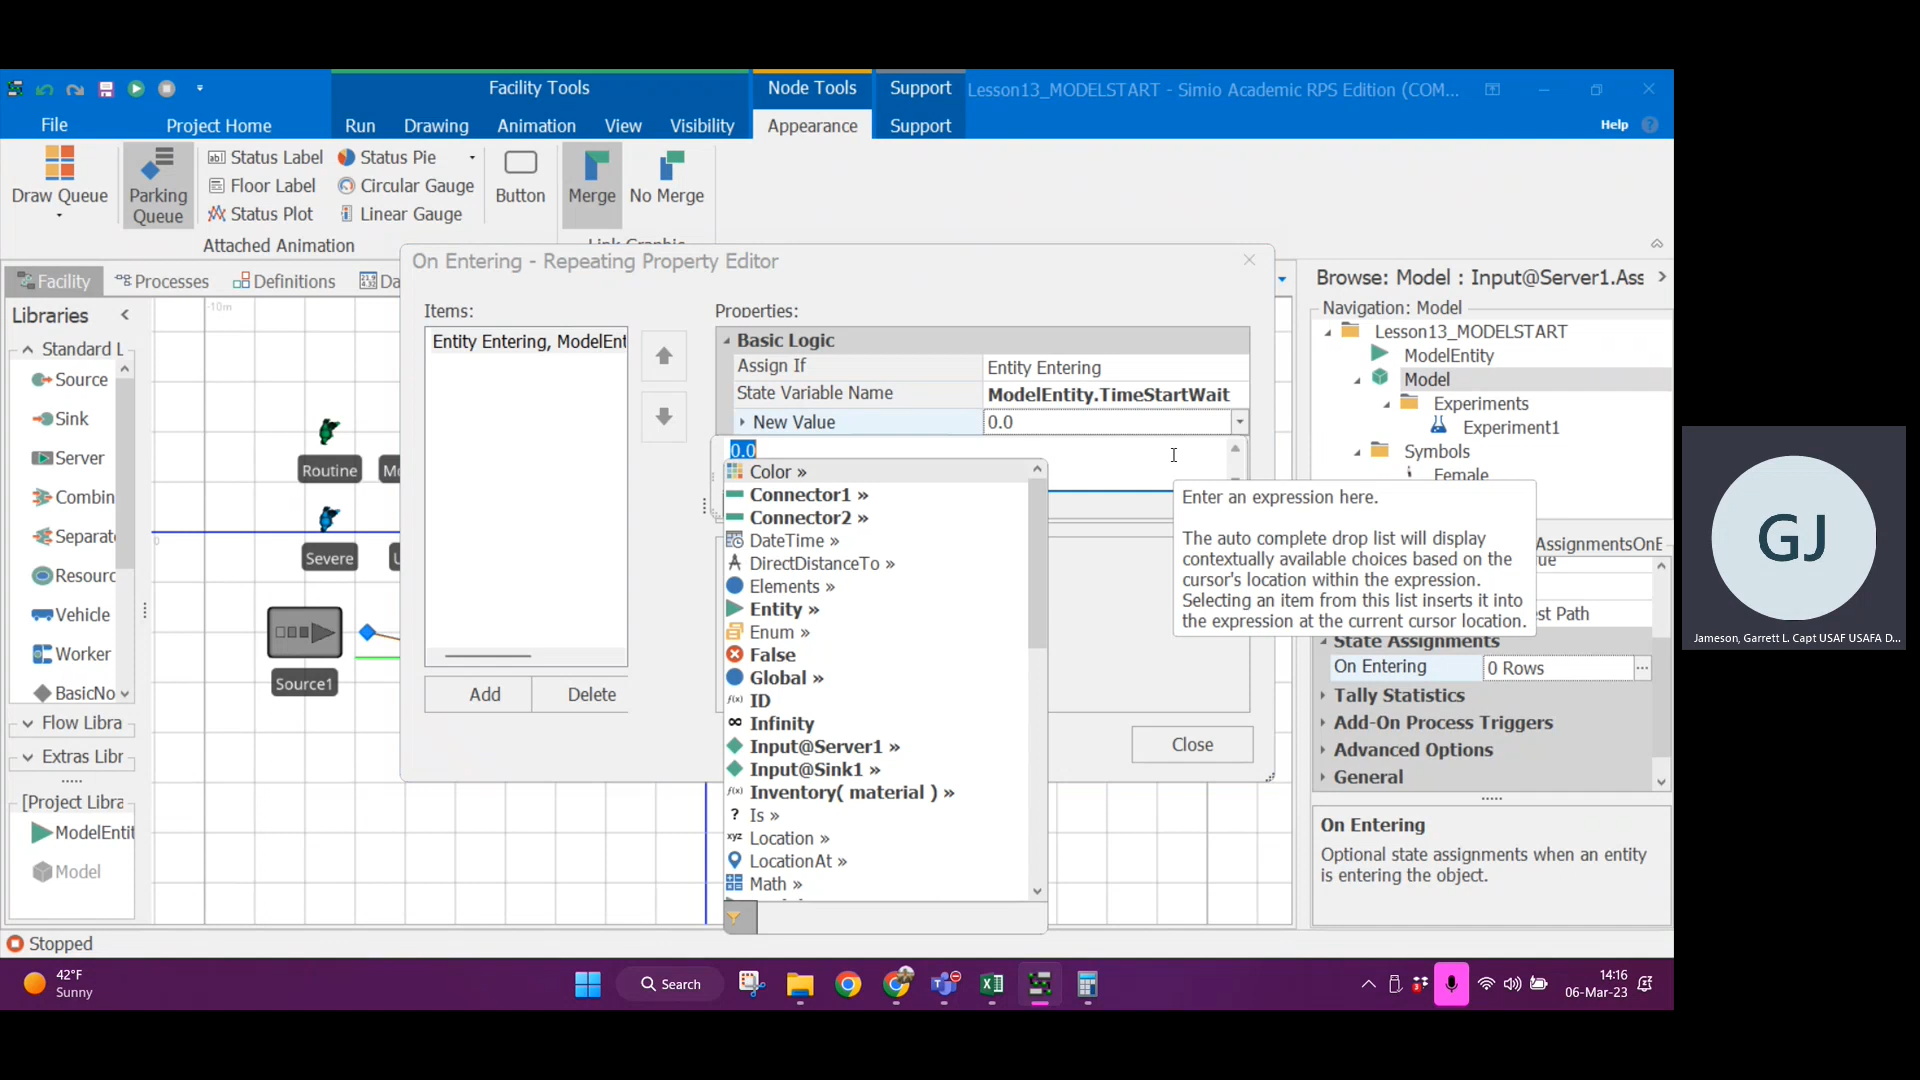 Facility Tools
Node Tools
Support
Lesson13_MODELSTART - Simio Academic RPS Edition (COM...
File
Project Home
Run
Drawing
Animation
View
Visibility
Appearance
Support
Help
Draw Queue
Parking Queue
Status Label
Floor Label
Status Plot
Status Pie
Circular Gauge
Linear Gauge
Button
Merge
No Merge
Attached Animation
Facility
Processes
Definitions
Da
Libraries
Standard L
Source
Sink
Server
Combin
Separat
Resourc
Vehicle
Worker
BasicNo
Flow Libra
Extras Libr
[Project Libra
ModelEntit
Model
-10m
0
Routine
Mo
Severe
Source1
On Entering - Repeating Property Editor
Items:
Entity Entering, ModelEnt
Add
Delete
Properties:
Basic Logic
Assign If
Entity Entering
State Variable Name
ModelEntity.TimeStartWait
New Value
0.0
0.0
Color »
Connector1 »
Connector2 »
DateTime »
DirectDistanceTo »
Elements »
Entity »
Enum »
False
Global »
ID
Infinity
Input@Server1 »
Input@Sink1 »
Inventory( material ) »
Is »
Location »
LocationAt »
Math »
Enter an expression here.
The auto complete drop list will display
contextually available choices based on the
cursor's location within the expression.
Selecting an item from this list inserts it into
the expression at the current cursor location.
Close
Browse: Model : Input@Server1.Ass
Navigation: Model
Lesson13_MODELSTART
ModelEntity
Model
Experiments
Experiment1
Symbols
Female
AssignmentsOnE
est Path
State Assignments
On Entering
0 Rows
Tally Statistics
Add-On Process Triggers
Advanced Options
General
On Entering
Optional state assignments when an entity
is entering the object.
Stopped
42°F
Sunny
Search
14:16
06-Mar-23
GJ
Jameson, Garrett L Capt USAF USAFA D...